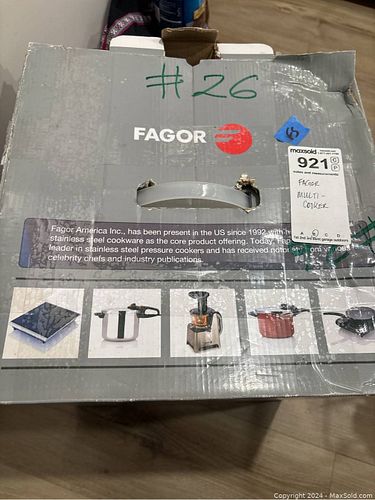 #26
FAGOR
maxsold
921
FAGOR
MULTI-
COOKER
A B C D
Fagor America Inc., has been present in the US since 1992 with
stainless steel cookware as the core product offering. Today,
leader in stainless steel pressure cookers and has received
celebrity chefs and industry publications.
Copyright 2024 - MaxSold.com